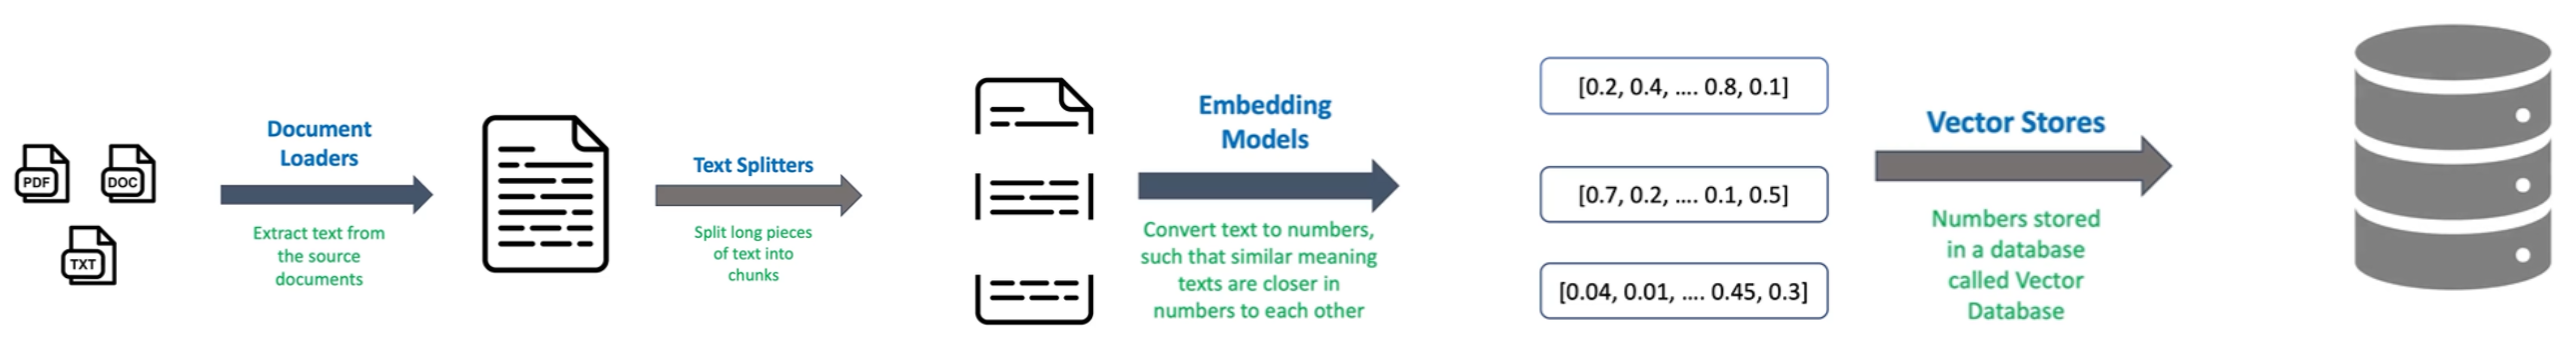 PDF
DOC
TXT
Document
Loaders
Extract text from
the source
documents
Text Splitters
Split long pieces
of text into
chunks
Embedding
Models
Convert text to numbers,
such that similar meaning
texts are closer in
numbers to each other
[0.2, 0.4, .... 0.8, 0.1]
[0.7, 0.2, .... 0.1, 0.5]
[0.04, 0.01, .... 0.45, 0.3]
Vector Stores
Numbers stored
in a database
called Vector
Database